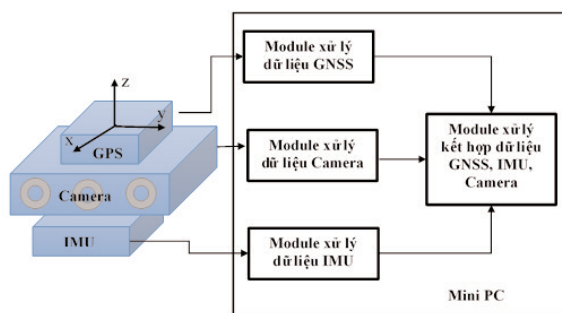 z
y
x
GPS
Camera
IMU
Module xử lý
dữ liệu GNSS
Module xử lý
dữ liệu Camera
Module xử lý
dữ liệu IMU
Module xử lý
kết hợp dữ liệu
GNSS, IMU,
Camera
Mini PC